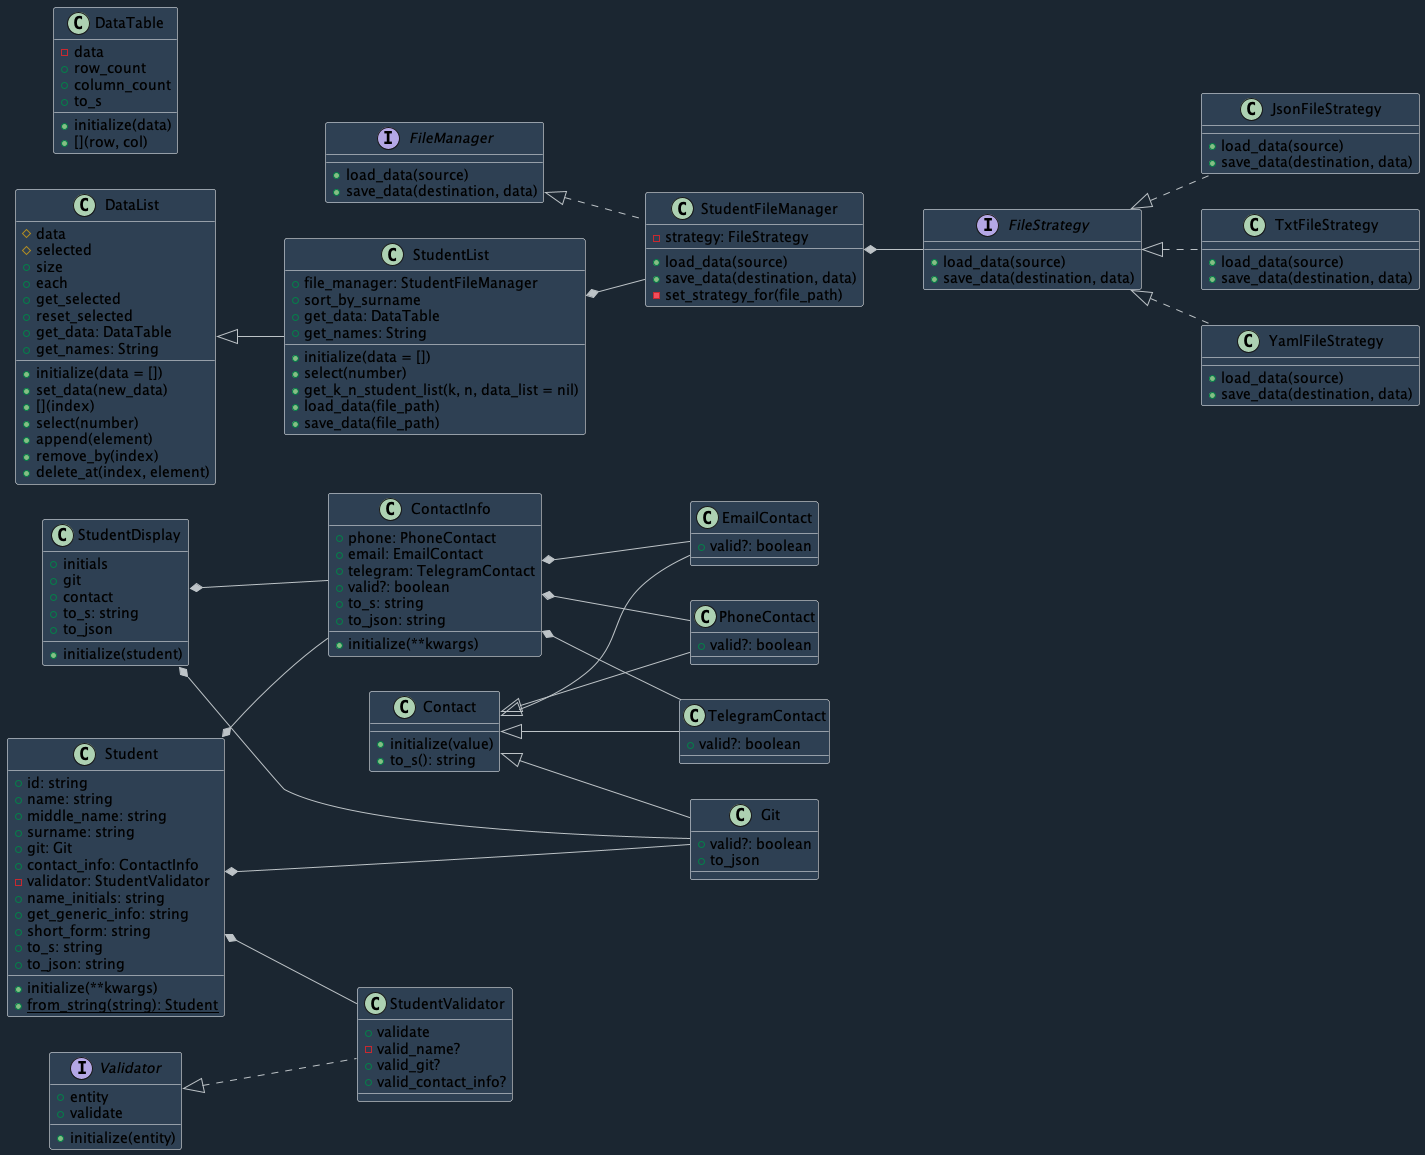 C DataTable
data
row_count
column_count
to_s
initialize(data)
[](row, col)
C DataList
data
selected
size
each
get_selected
reset_selected
get_data: DataTable
get_names: String
initialize(data = [])
set_data(new_data)
[](index)
select(number)
append(element)
remove_by(index)
delete_at(index, element)
I FileManager
load_data(source)
save_data(destination, data)
C StudentList
file_manager: StudentFileManager
sort_by_surname
get_data: DataTable
get_names: String
initialize(data = [])
select(number)
get_k_n_student_list(k, n, data_list = nil)
load_data(file_path)
save_data(file_path)
C StudentFileManager
strategy: FileStrategy
load_data(source)
save_data(destination, data)
set_strategy_for(file_path)
I FileStrategy
load_data(source)
save_data(destination, data)
C JsonFileStrategy
load_data(source)
save_data(destination, data)
C TxtFileStrategy
load_data(source)
save_data(destination, data)
C YamlFileStrategy
load_data(source)
save_data(destination, data)
C StudentDisplay
initials
git
contact
to_s: string
to_json
initialize(student)
C ContactInfo
phone: PhoneContact
email: EmailContact
telegram: TelegramContact
valid?: boolean
to_s: string
to_json: string
initialize(**kwargs)
C EmailContact
valid?: boolean
C PhoneContact
valid?: boolean
C Contact
initialize(value)
to_s(): string
C TelegramContact
valid?: boolean
C Git
valid?: boolean
to_json
C Student
id: string
name: string
middle_name: string
surname: string
git: Git
contact_info: ContactInfo
validator: StudentValidator
name_initials: string
get_generic_info: string
short_form: string
to_s: string
to_json: string
initialize(**kwargs)
from_string(string): Student
C StudentValidator
validate
valid_name?
valid_git?
valid_contact_info?
I Validator
entity
validate
initialize(entity)